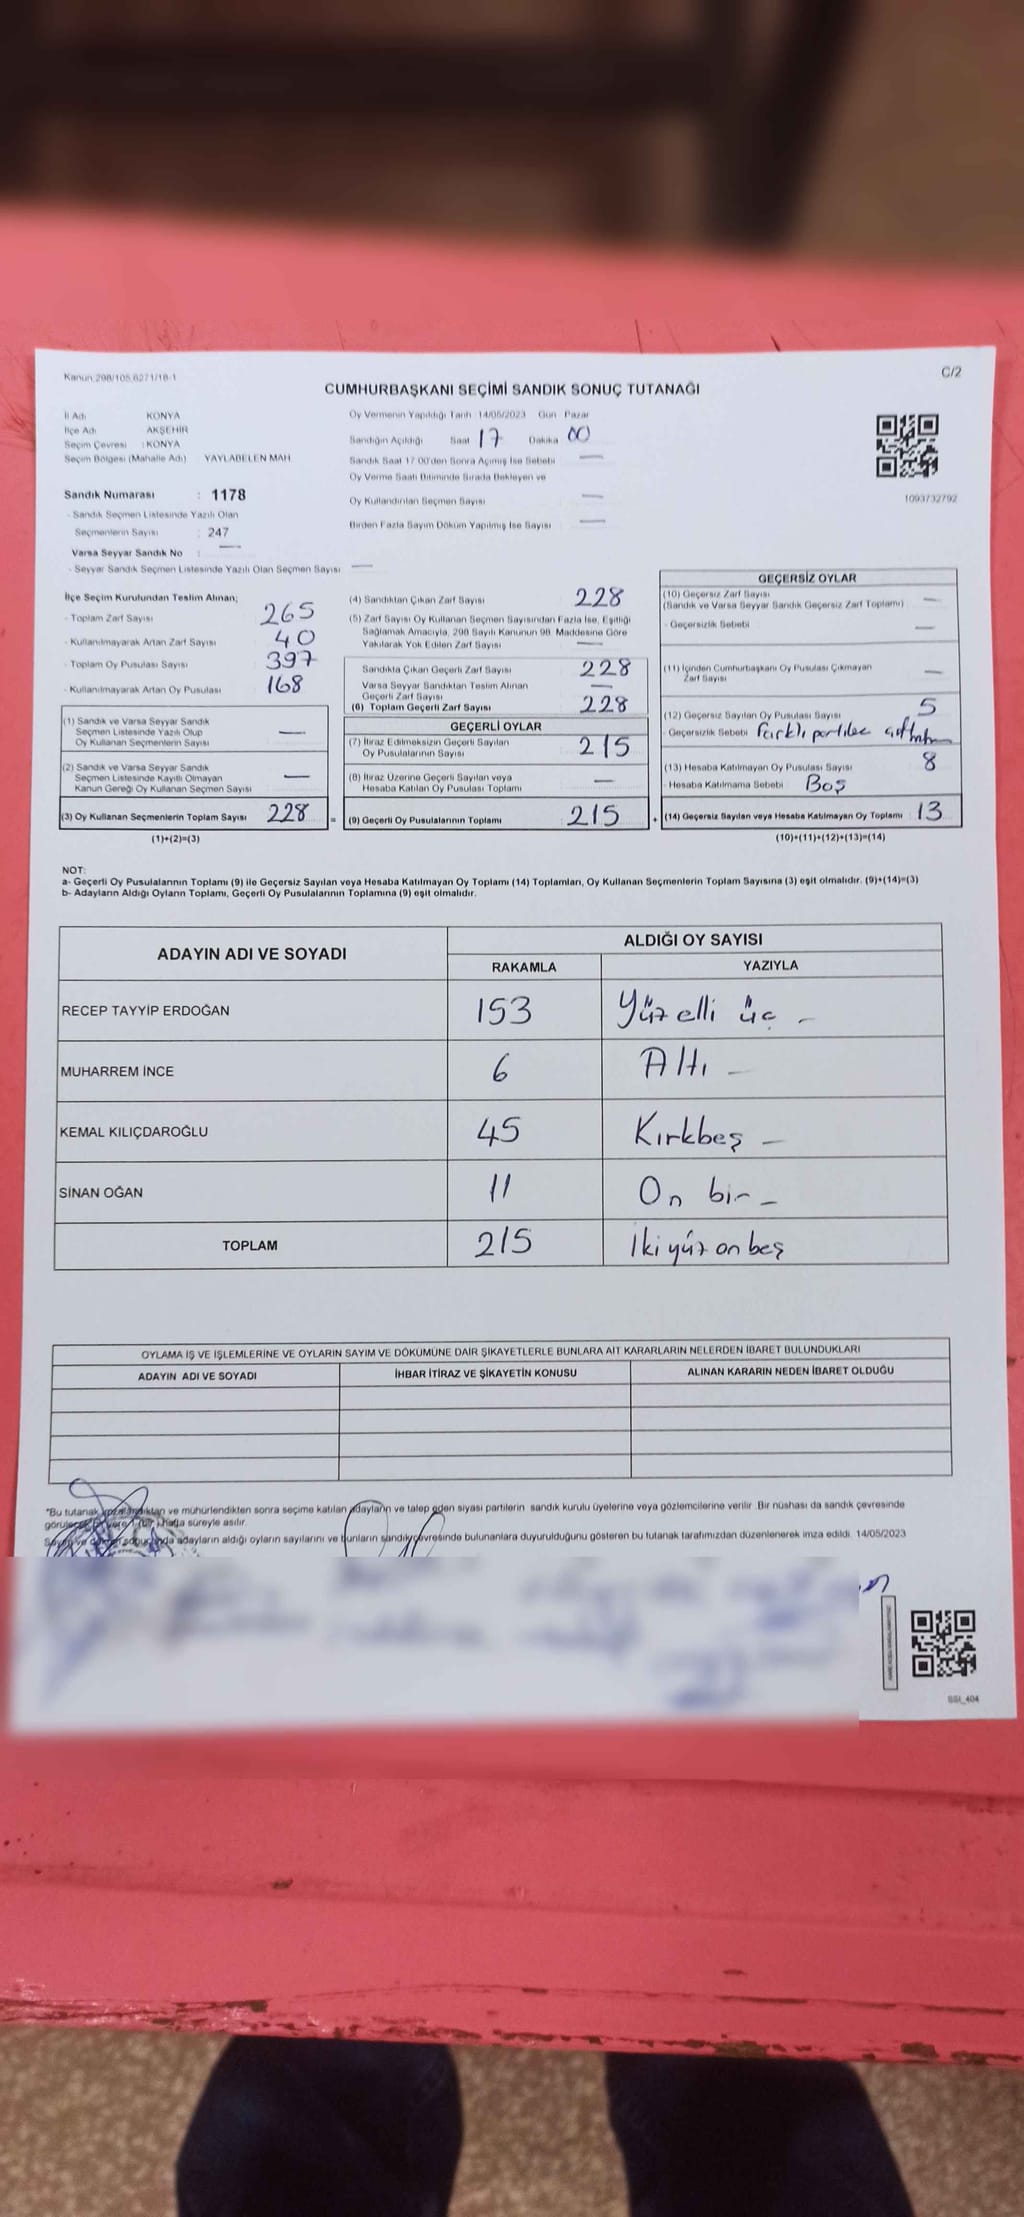 Kanun 298/105 6271/18-1
C/2
CUMHURBAŞKANI SEÇİMİ SANDIK SONUÇ TUTANAĞI
İl Adı KONYA
İlçe Adı AKŞEHİR
Seçim Çevresi : KONYA
Seçim Bölgesi (Mahalle Adı) YAYLABELEN MAH
Sandık Numarası : 1178
- Sandık Seçmen Listesinde Yazılı Olan
Seçmenlerin Sayısı : 247
Varsa Seyyar Sandık No : —
- Seyyar Sandık Seçmen Listesinde Yazılı Olan Seçmen Sayısı —
Oy Vermenin Yapıldığı Tarih 14/05/2023 Gün Pazar
Sandığın Açıldığı Saat 17 Dakika 00
Sandık Saat 17 00'den Sonra Açılmış İse Sebebi —
Oy Verme Saati Bitiminde Sırada Bekleyen ve
Oy Kullandırılan Seçmen Sayısı —
Birden Fazla Sayım Döküm Yapılmış İse Sayısı —
1093732792
İlçe Seçim Kurulundan Teslim Alınan;
- Toplam Zarf Sayısı 265
- Kullanılmayarak Artan Zarf Sayısı 40
- Toplam Oy Pusulası Sayısı 397
- Kullanılmayarak Artan Oy Pusulası 168
(1) Sandık ve Varsa Seyyar Sandık
Seçmen Listesinde Yazılı Olup
Oy Kullanan Seçmenlerin Sayısı —
(2) Sandık ve Varsa Seyyar Sandık
Seçmen Listesinde Kayıtlı Olmayan
Kanun Gereği Oy Kullanan Seçmen Sayısı —
(3) Oy Kullanan Seçmenlerin Toplam Sayısı 228 =
(1)+(2)=(3)
(4) Sandıktan Çıkan Zarf Sayısı 228
(5) Zarf Sayısı Oy Kullanan Seçmen Sayısından Fazla İse, Eşitliği
Sağlamak Amacıyla, 298 Sayılı Kanunun 98. Maddesine Göre
Yakılarak Yok Edilen Zarf Sayısı —
Sandıkta Çıkan Geçerli Zarf Sayısı 228
Varsa Seyyar Sandıktan Teslim Alınan
Geçerli Zarf Sayısı —
(6) Toplam Geçerli Zarf Sayısı 228
GEÇERLİ OYLAR
(7) İtiraz Edilmeksizin Geçerli Sayılan
Oy Pusulalarının Sayısı 215
(8) İtiraz Üzerine Geçerli Sayılan veya
Hesaba Katılan Oy Pusulası Toplamı —
(9) Geçerli Oy Pusulalarının Toplamı 215 +
GEÇERSİZ OYLAR
(10) Geçersiz Zarf Sayısı
(Sandık ve Varsa Seyyar Sandık Geçersiz Zarf Toplamı) —
- Geçersizlik Sebebi —
(11) İçinden Cumhurbaşkanı Oy Pusulası Çıkmayan
Zarf Sayısı —
(12) Geçersiz Sayılan Oy Pusulası Sayısı 5
- Geçersizlik Sebebi Farklı
(13) Hesaba Katılmayan Oy Pusulası Sayısı 8
- Hesaba Katılmama Sebebi Boş
(14) Geçersiz Sayılan veya Hesaba Katılmayan Oy Toplamı 13
(10)+(11)+(12)+(13)=(14)
NOT:
a- Geçerli Oy Pusulalarının Toplamı (9) ile Geçersiz Sayılan veya Hesaba Katılmayan Oy Toplamı (14) Toplamları, Oy Kullanan Seçmenlerin Toplam Sayısına (3) eşit olmalıdır. (9)+(14)=(3)
b- Adayların Aldığı Oyların Toplamı, Geçerli Oy Pusulalarının Toplamına (9) eşit olmalıdır.
ADAYIN ADI VE SOYADI ALDIĞI OY SAYISI
RAKAMLA YAZIYLA
RECEP TAYYİP ERDOĞAN 153 Yüzelli üç -
MUHARREM İNCE 6 Altı -
KEMAL KILIÇDAROĞLU 45 Kırkbeş -
SİNAN OĞAN 11 On bir -
TOPLAM 215 İkiyüz on beş
OYLAMA İŞ VE İŞLEMLERİNE VE OYLARIN SAYIM VE DÖKÜMÜNE DAİR ŞİKAYETLERLE BUNLARA AİT KARARLARIN NELERDEN İBARET BULUNDUKLARI
ADAYIN ADI VE SOYADI İHBAR İTİRAZ VE ŞİKAYETİN KONUSU ALINAN KARARIN NEDEN İBARET OLDUĞU
*Bu tutanak ve mühürlendikten sonra seçime katılan adayların ve talep eden siyasi partilerin sandık kurulu üyelerine veya gözlemcilerine verilir. Bir nüshası da sandık çevresinde
hafta süreyle asılır.
adayların aldığı oyların sayılarını ve bunların sandık çevresinde bulunanlara duyurulduğunu gösteren bu tutanak tarafımızdan düzenlenerek imza edildi. 14/05/2023
SSI_404